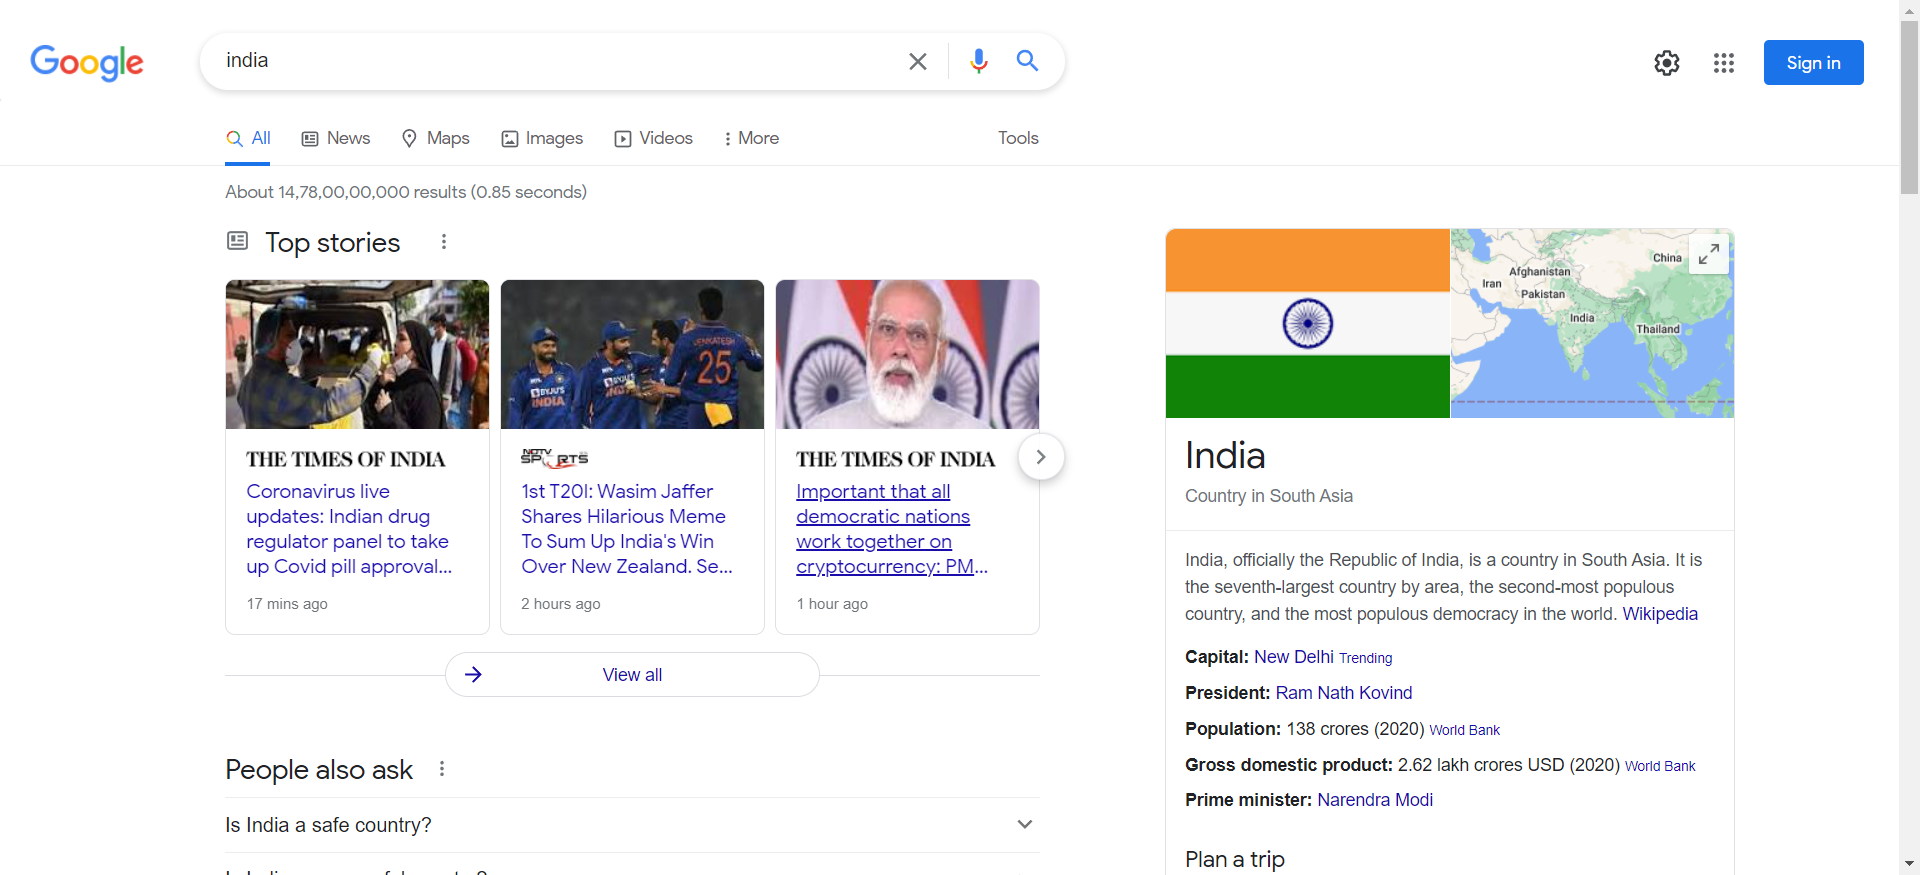 Google
india
Sign in
All
News
Maps
Images
Videos
More
Tools
About 14,78,00,00,000 results (0.85 seconds)
Top stories
VENKATESH
25
BYJU'S
INDIA
THE TIMES OF INDIA
Coronavirus live
updates: Indian drug
regulator panel to take
up Covid pill approval...
17 mins ago
NDTV
SPORTS
1st T20I: Wasim Jaffer
Shares Hilarious Meme
To Sum Up India's Win
Over New Zealand. Se...
2 hours ago
THE TIMES OF INDIA
Important that all
democratic nations
work together on
cryptocurrency: PM...
1 hour ago
View all
People also ask
Is India a safe country?
China
Afghanistan
Iran
Pakistan
India
Thailand
India
Country in South Asia
India, officially the Republic of India, is a country in South Asia. It is
the seventh-largest country by area, the second-most populous
country, and the most populous democracy in the world. Wikipedia
Capital: New Delhi Trending
President: Ram Nath Kovind
Population: 138 crores (2020) World Bank
Gross domestic product: 2.62 lakh crores USD (2020) World Bank
Prime minister: Narendra Modi
Plan a trip